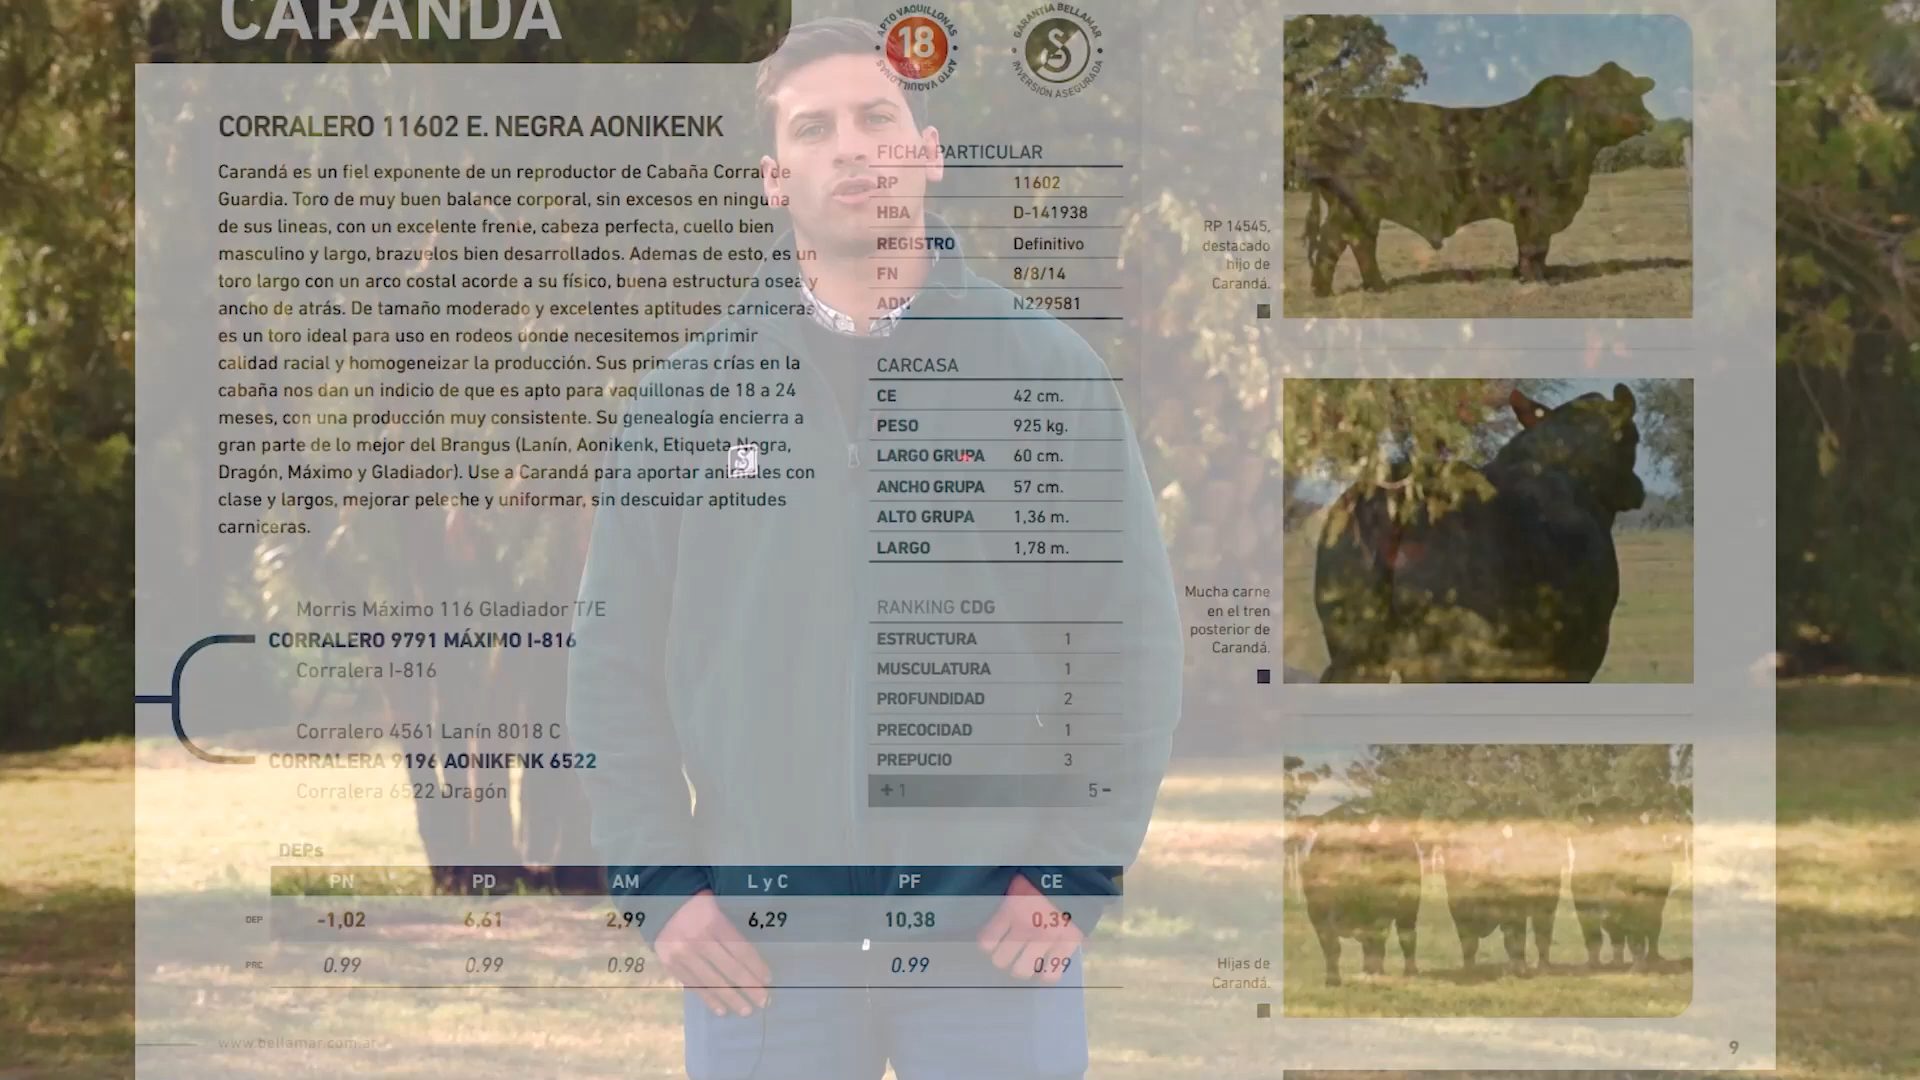 CARANDÁ
CORRALERO 11602 E. NEGRA AONIKENK
Carandá es un fiel exponente de un reproductor de Cabaña Corral de
Guardia. Toro de muy buen balance corporal, sin excesos en ninguna
de sus lineas, con un excelente frente, cabeza perfecta, cuello bien
masculino y largo, brazuelos bien desarrollados. Ademas de esto, es un
toro largo con un arco costal acorde a su físico, buena estructura osea y
ancho de atrás. De tamaño moderado y excelentes aptitudes carniceras
es un toro ideal para uso en rodeos donde necesitemos imprimir
calidad racial y homogeneizar la producción. Sus primeras crías en la
cabaña nos dan un indicio de que es apto para vaquillonas de 18 a 24
meses, con una producción muy consistente. Su genealogía encierra a
gran parte de lo mejor del Brangus (Lanín, Aonikenk, Etiqueta Negra,
Dragón, Máximo y Gladiador). Use a Carandá para aportar animales con
clase y largos, mejorar peleche y uniformar, sin descuidar aptitudes
carniceras.
Morris Máximo 116 Gladiador T/E
CORRALERO 9791 MÁXIMO I-816
Corralera I-816
Corralero 4561 Lanín 8018 C
CORRALERA 9196 AONIKENK 6522
Corralera 6522 Dragón
DEPs
PN PD AM L y C PF CE
DEP -1,02 6,61 2,99 6,29 10,38 0,39
PRC 0.99 0.99 0.98 0.99 0.99
www.bellamar.com.ar
APTO VAQUILLONAS
18
APTO VAQUILLONAS
GARANTÍA BELLAMAR
INVERSIÓN ASEGURADA
FICHA PARTICULAR
RP 11602
HBA D-141938
REGISTRO Definitivo
FN 8/8/14
ADN N229581
CARCASA
CE 42 cm.
PESO 925 kg.
LARGO GRUPA 60 cm.
ANCHO GRUPA 57 cm.
ALTO GRUPA 1,36 m.
LARGO 1,78 m.
RANKING CDG
ESTRUCTURA 1
MUSCULATURA 1
PROFUNDIDAD 2
PRECOCIDAD 1
PREPUCIO 3
+ 1 5 -
RP 14545,
destacado
hijo de
Carandá.
Mucha carne
en el tren
posterior de
Carandá.
Hijas de
Carandá.
9